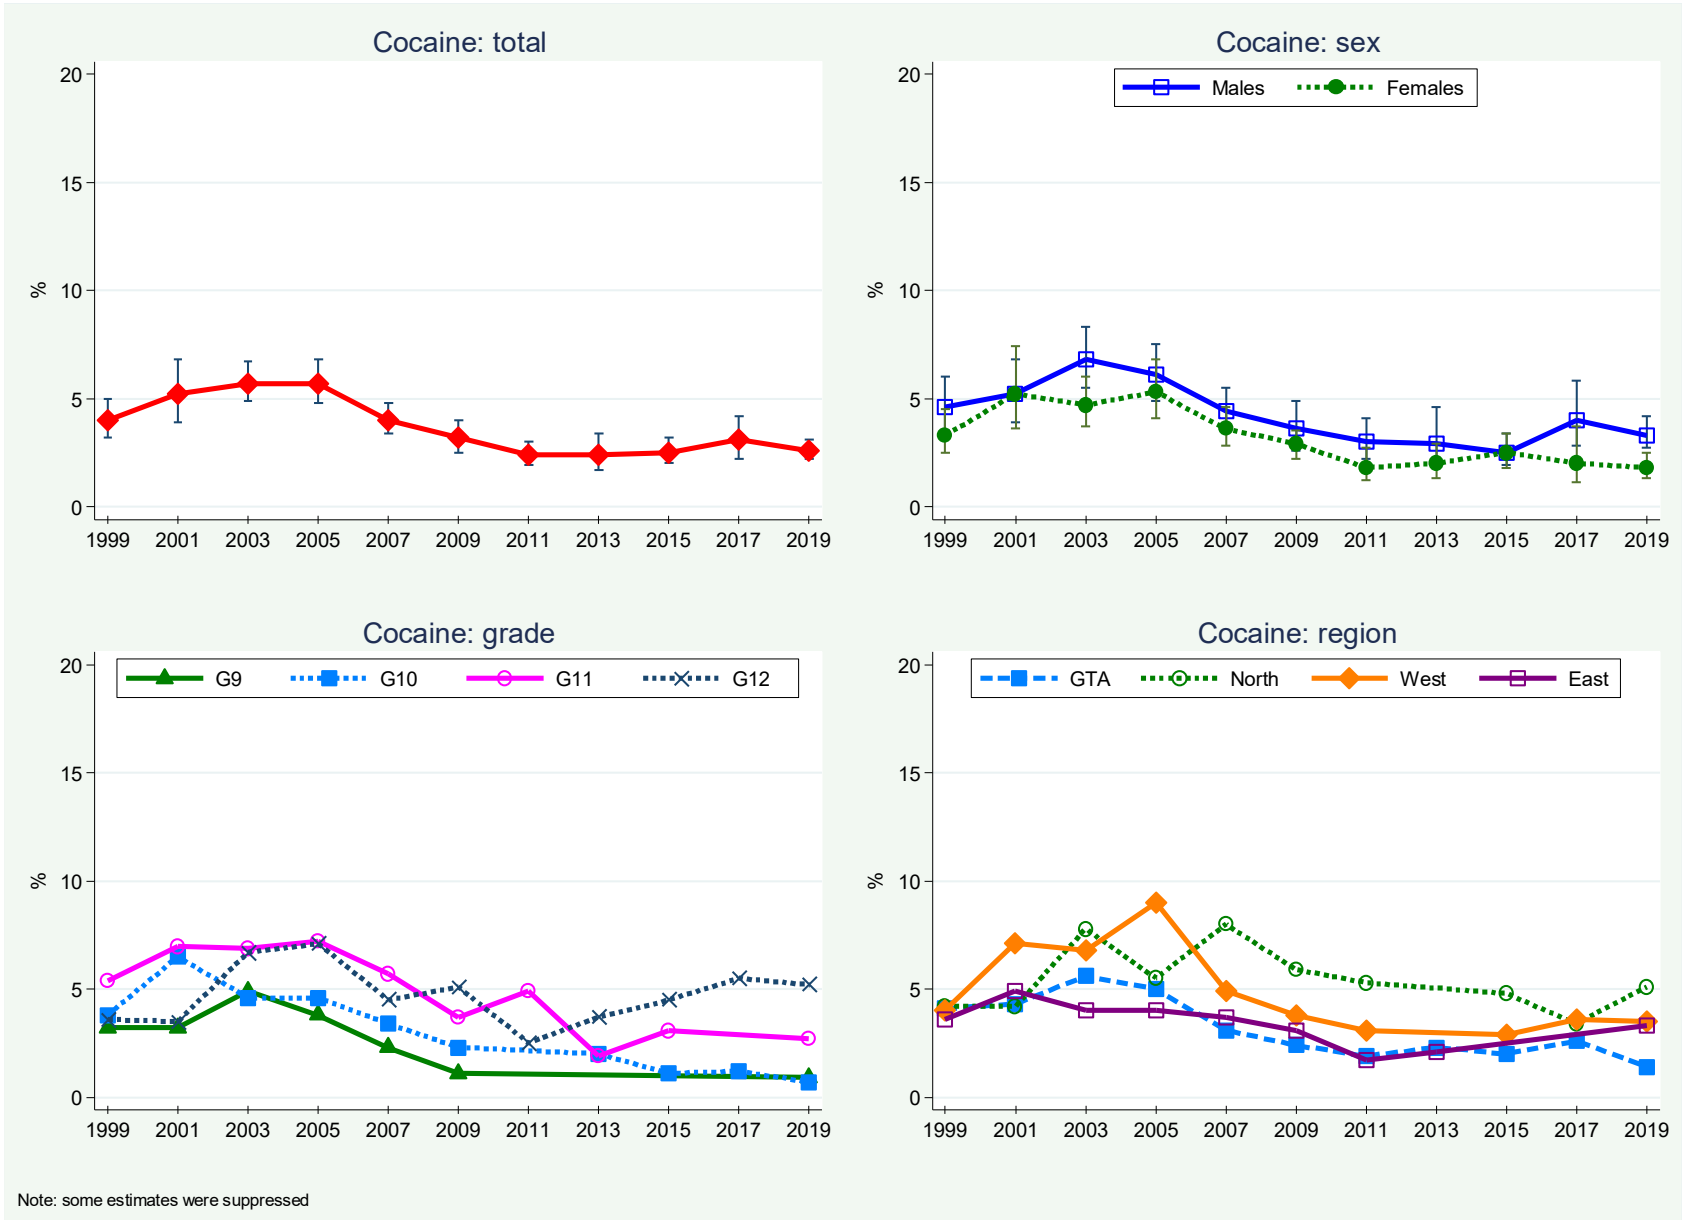 Cocaine: total
20
15
10
5
0
%
1999 2001 2003 2005 2007 2009 2011 2013 2015 2017 2019
Cocaine: sex
Males Females
20
15
10
5
0
%
1999 2001 2003 2005 2007 2009 2011 2013 2015 2017 2019
Cocaine: grade
G9 G10 G11 G12
20
15
10
5
0
%
1999 2001 2003 2005 2007 2009 2011 2013 2015 2017 2019
Cocaine: region
GTA North West East
20
15
10
5
0
%
1999 2001 2003 2005 2007 2009 2011 2013 2015 2017 2019
Note: some estimates were suppressed